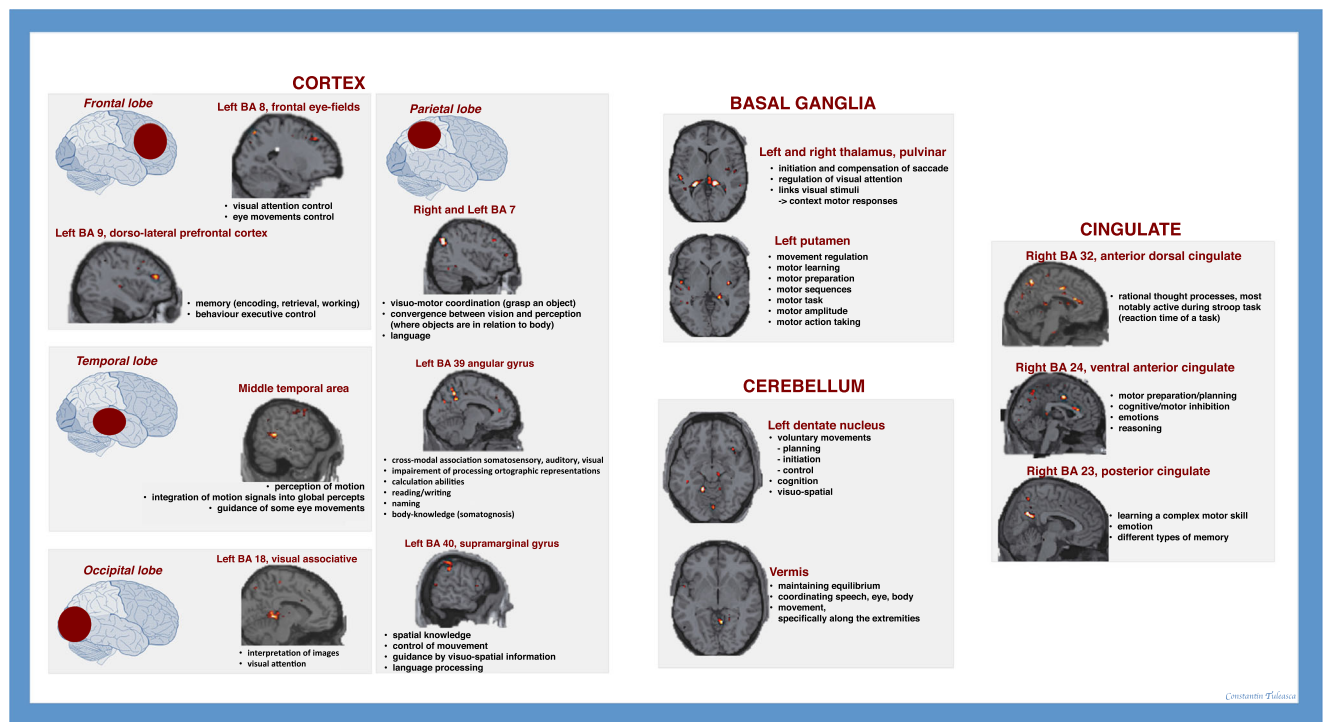 CORTEX
Frontal lobe
Left BA 8, frontal eye-fields
• visual attention control
• eye movements control
Left BA 9, dorso-lateral prefrontal cortex
• memory (encoding, retrieval, working)
• behaviour executive control
Temporal lobe
Middle temporal area
• perception of motion
• integration of motion signals into global percepts
• guidance of some eye movements
Occipital lobe
Left BA 18, visual associative
• interpretation of images
• visual attention
Parietal lobe
Right and Left BA 7
• visuo-motor coordination (grasp an object)
• convergence between vision and perception
(where objects are in relation to body)
• language
Left BA 39 angular gyrus
• cross-modal association somatosensory, auditory, visual
• impairement of processing ortographic representations
• calculation abilities
• reading/writing
• naming
• body-knowledge (somatognosis)
Left BA 40, supramarginal gyrus
• spatial knowledge
• control of mouvement
• guidance by visuo-spatial information
• language processing
BASAL GANGLIA
Left and right thalamus, pulvinar
• initiation and compensation of saccade
• regulation of visual attention
• links visual stimuli
-> context motor responses
Left putamen
• movement regulation
• motor learning
• motor preparation
• motor sequences
• motor task
• motor amplitude
• motor action taking
CEREBELLUM
Left dentate nucleus
• voluntary movements
- planning
- initiation
- control
• cognition
• visuo-spatial
Vermis
• maintaining equilibrium
• coordinating speech, eye, body
• movement,
specifically along the extremities
CINGULATE
Right BA 32, anterior dorsal cingulate
• rational thought processes, most
notably active during stroop task
(reaction time of a task)
Right BA 24, ventral anterior cingulate
• motor preparation/planning
• cognitive/motor inhibition
• emotions
• reasoning
Right BA 23, posterior cingulate
• learning a complex motor skill
• emotion
• different types of memory
Constantin Tuleasca